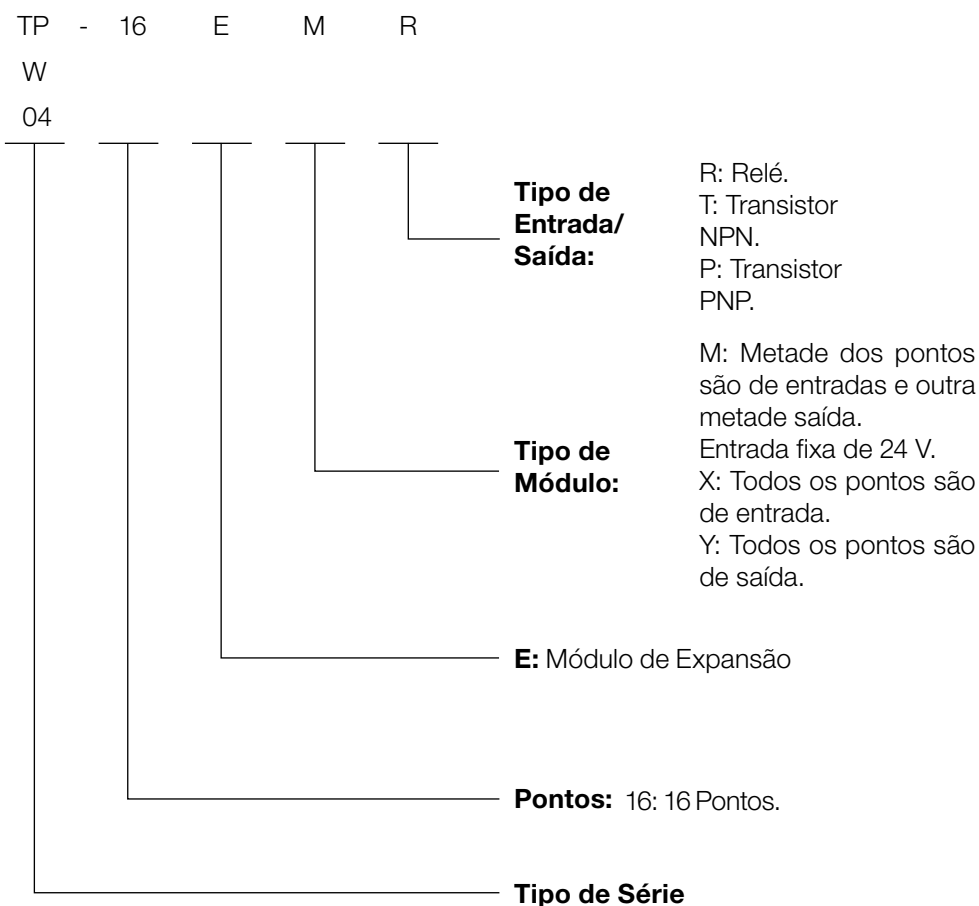 TP - 16 E M R
W
04
Tipo de
Entrada/
Saída:
R: Relé.
T: Transistor
NPN.
P: Transistor
PNP.
Tipo de
Módulo:
M: Metade dos pontos
são de entradas e outra
metade saída.
Entrada fixa de 24 V.
X: Todos os pontos são
de entrada.
Y: Todos os pontos são
de saída.
E: Módulo de Expansão
Pontos: 16: 16 Pontos.
Tipo de Série